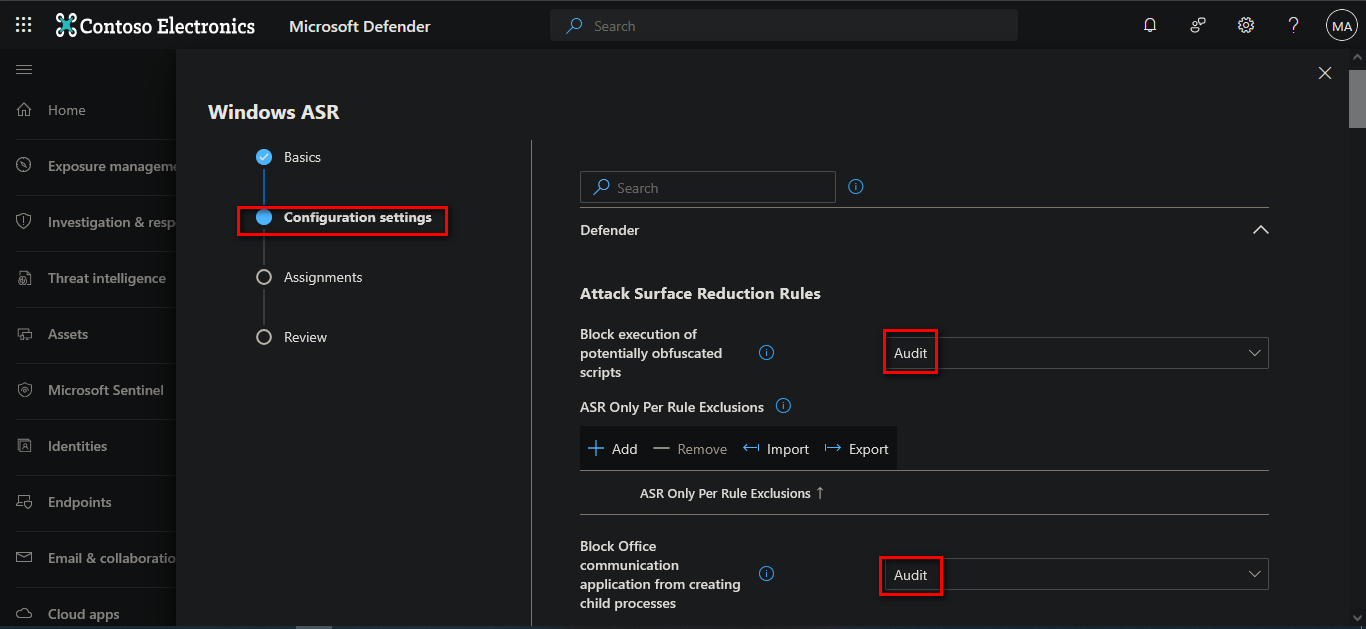 Contoso Electronics
Microsoft Defender
Search
?
MA
Home
Exposure manageme
Investigation & resp
Threat intelligence
Assets
Microsoft Sentinel
Identities
Endpoints
Email & collaboratio
Cloud apps
Windows ASR
Basics
Configuration settings
Assignments
Review
Search
Defender
Attack Surface Reduction Rules
Block execution of
potentially obfuscated
scripts
Audit
ASR Only Per Rule Exclusions
Add
Remove
Import
Export
ASR Only Per Rule Exclusions ↑
Block Office
communication
application from creating
child processes
Audit